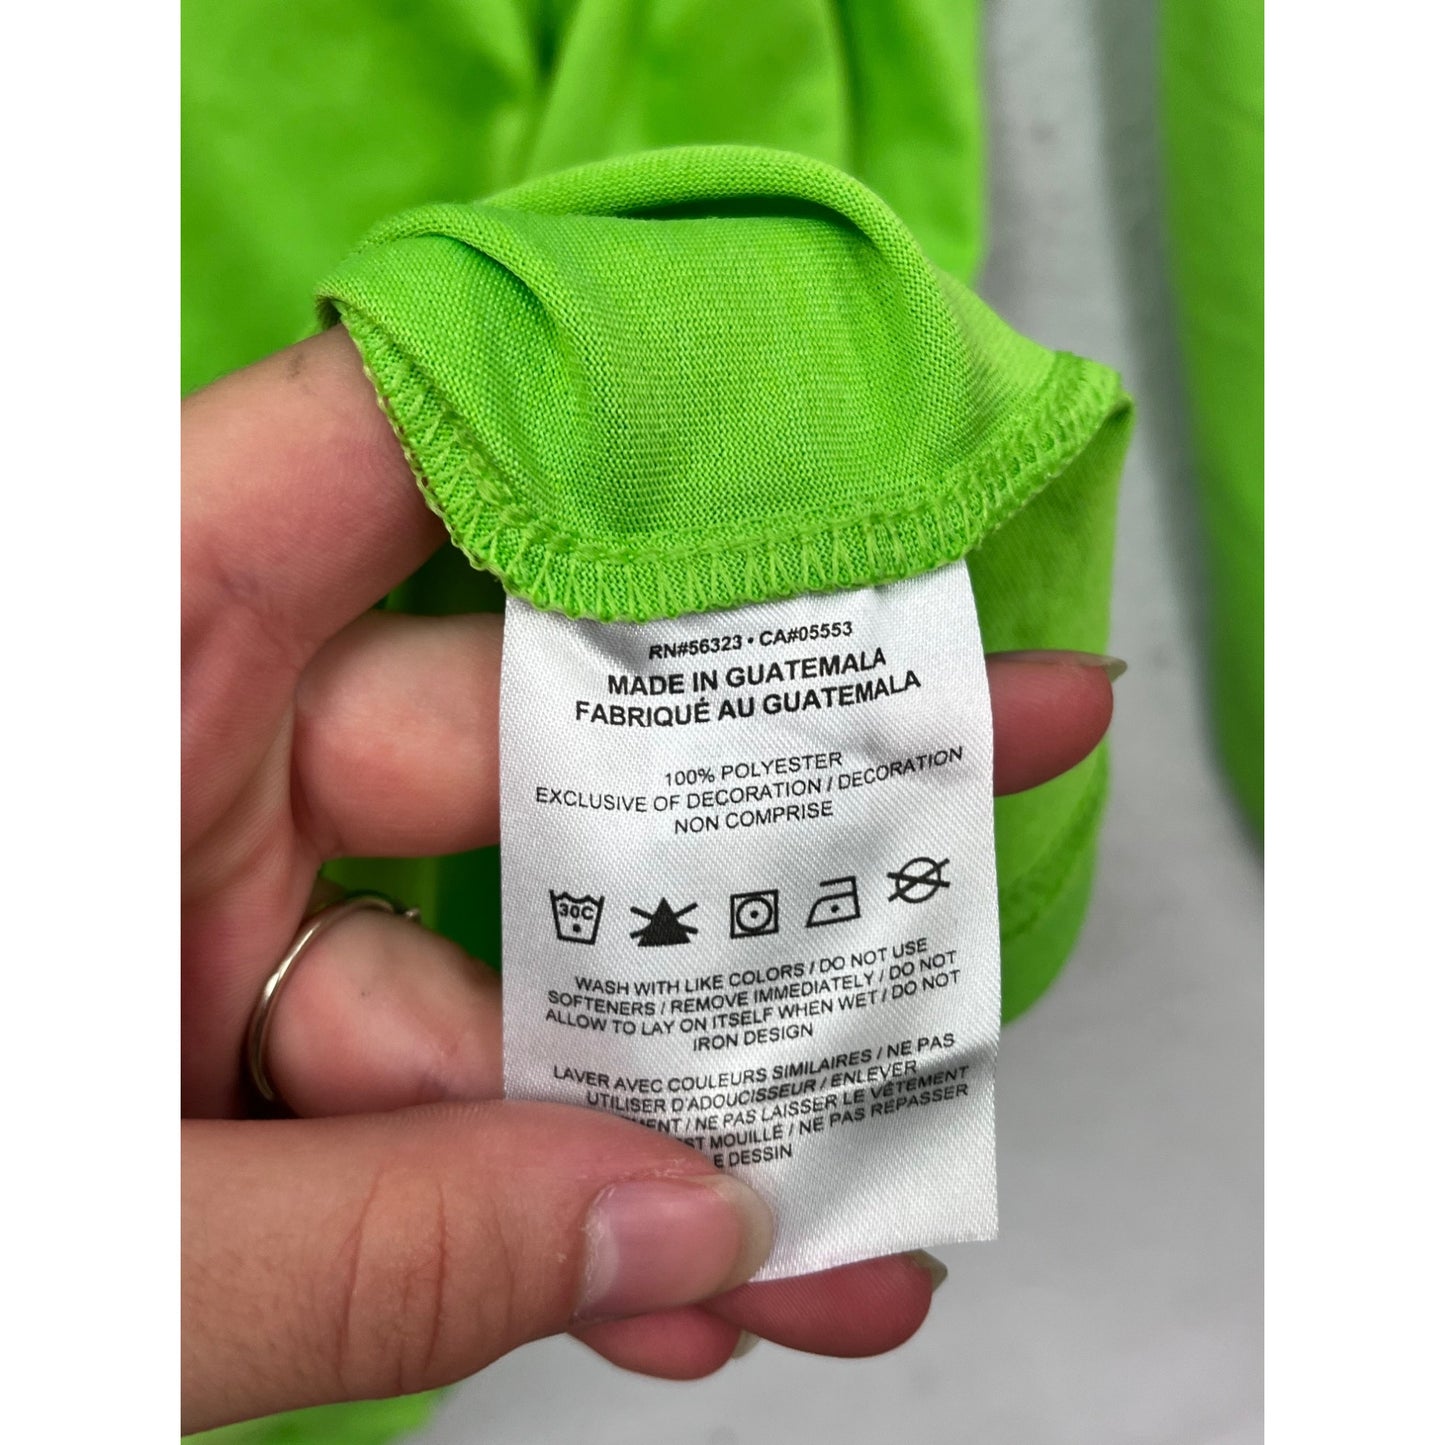 RN#56323 • CA#05553
MADE IN GUATEMALA
FABRIQUÉ AU GUATEMALA
100% POLYESTER
EXCLUSIVE OF DECORATION / DECORATION
NON COMPRISE
30C
WASH WITH LIKE COLORS / DO NOT USE
SOFTENERS / REMOVE IMMEDIATELY / DO NOT
ALLOW TO LAY ON ITSELF WHEN WET / DO NOT
IRON DESIGN
LAVER AVEC COULEURS SIMILAIRES / NE PAS
UTILISER D'ADOUCISSEUR / ENLEVER
/ NE PAS LAISSER LE VÊTEMENT
MOUILLÉ / NE PAS REPASSER
DESSIN